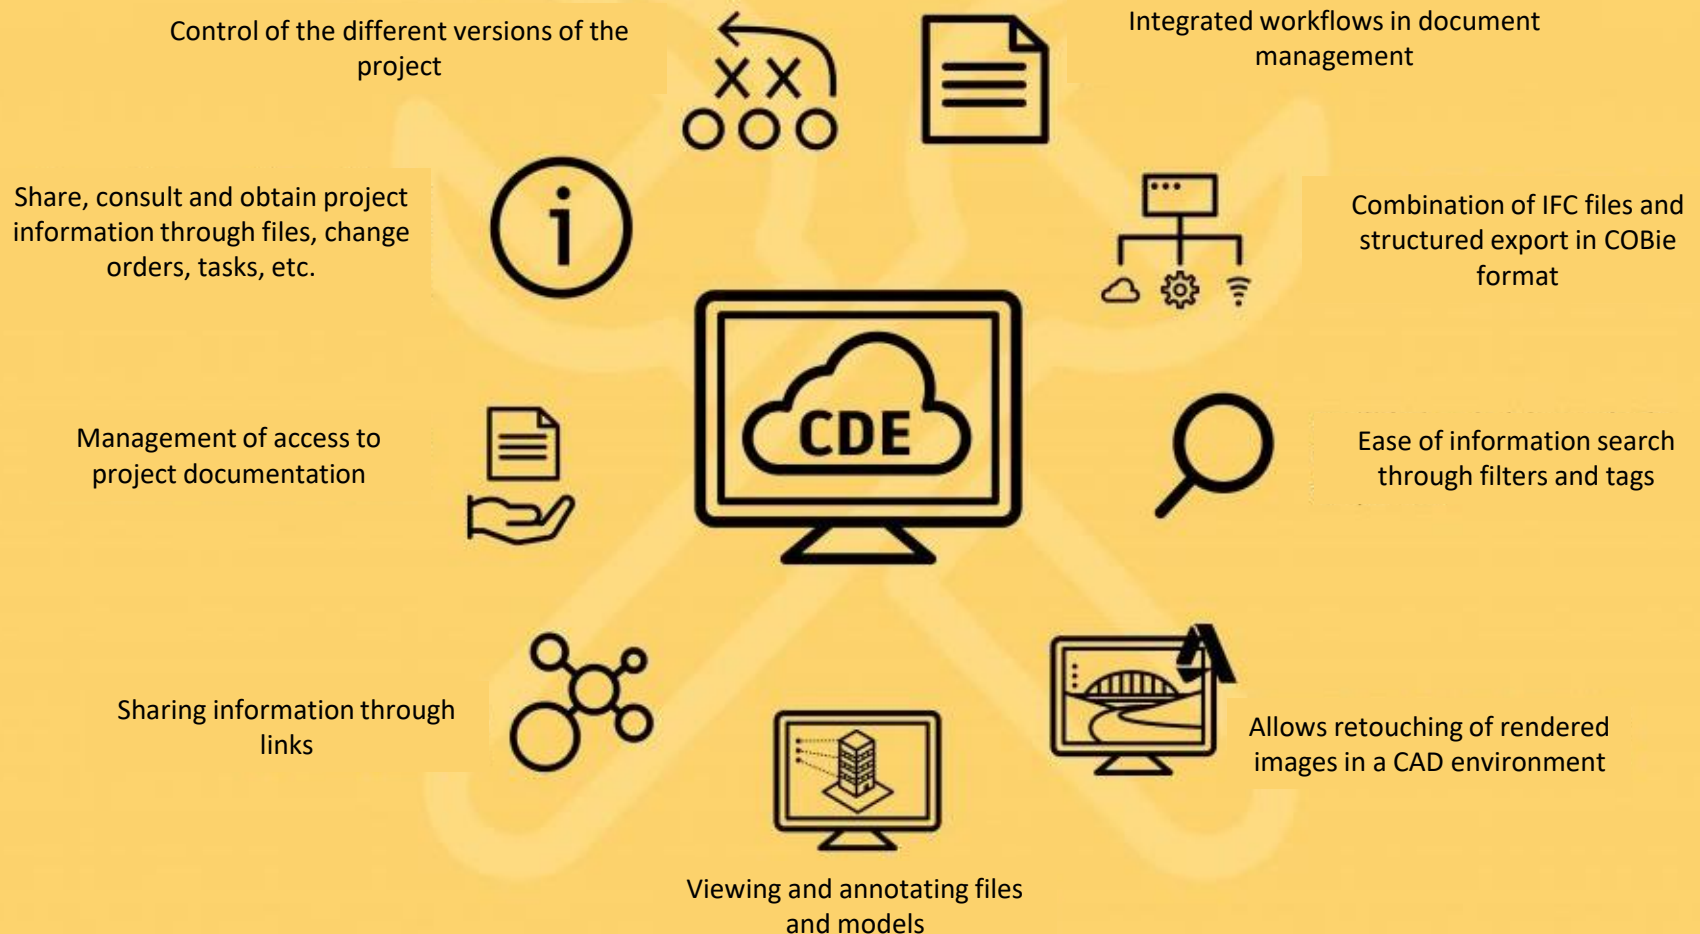 Control of the different versions of the
project
Integrated workflows in document
management
Share, consult and obtain project
information through files, change
orders, tasks, etc.
Combination of IFC files and
structured export in COBie
format
CDE
Management of access to
project documentation
Ease of information search
through filters and tags
Sharing information through
links
Allows retouching of rendered
images in a CAD environment
Viewing and annotating files
and models